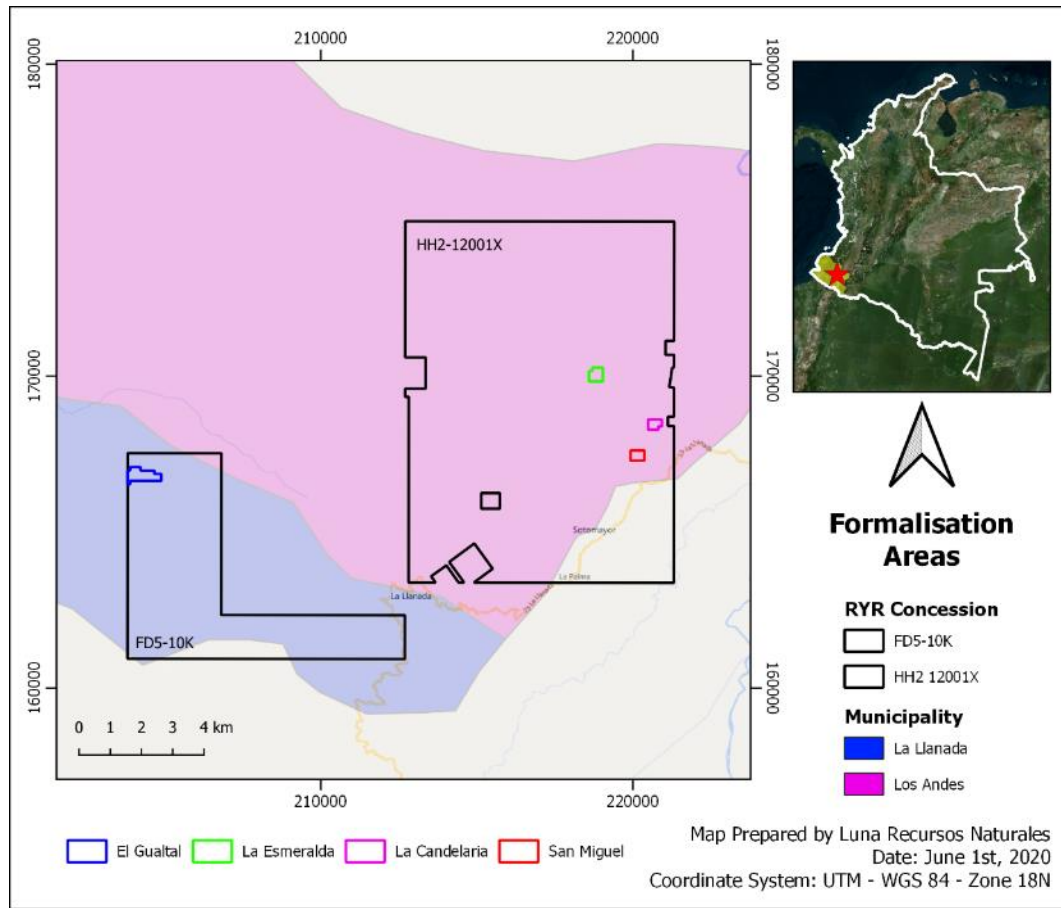 210000
220000
180000
180000
HH2-12001X
170000
170000
Sotomayor
La Palma
La Llanada
FD5-10K
160000
160000
0 1 2 3 4 km
210000
220000
Formalisation
Areas
RYR Concession
FD5-10K
HH2 12001X
Municipality
La Llanada
Los Andes
El Gualtal
La Esmeralda
La Candelaria
San Miguel
Map Prepared by Luna Recursos Naturales
Date: June 1st, 2020
Coordinate System: UTM - WGS 84 - Zone 18N